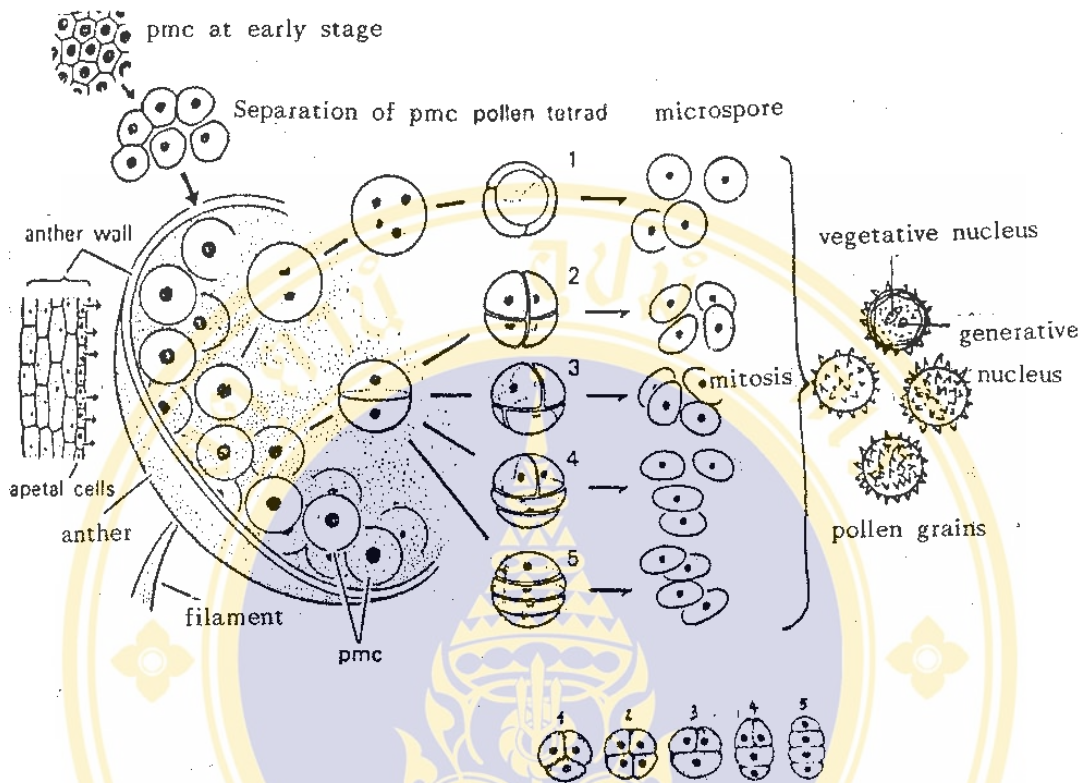 pmc at early stage
Separation of pmc pollen tetrad microspore
1
anther wall
vegetative nucleus
2
generative
nucleus
3
mitosis
4
apetal cells
anther
pollen grains
5
filament
pmc
1 2 3 4 5